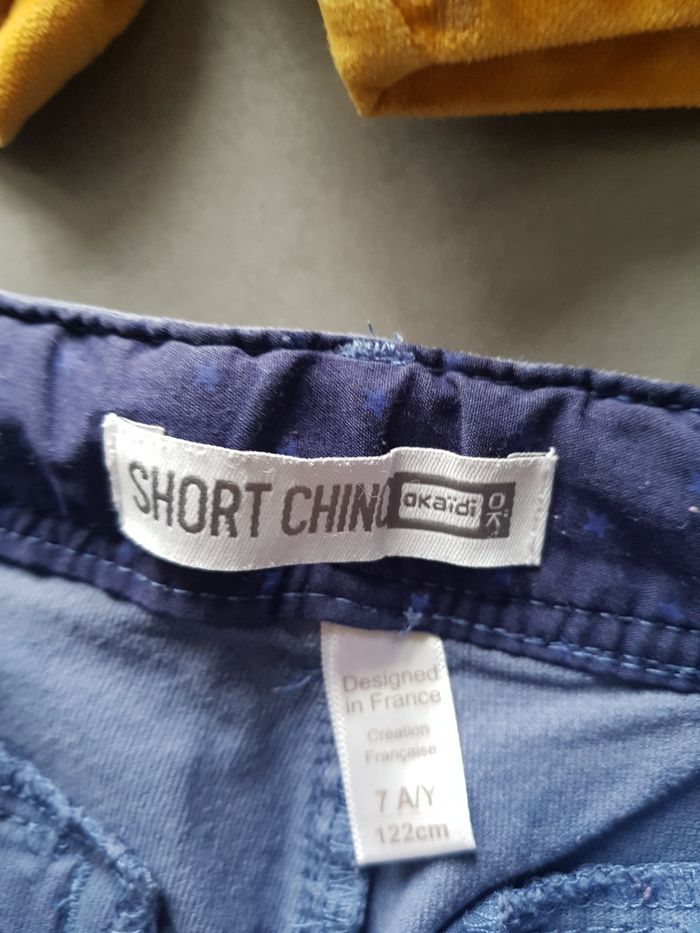 SHORT CHINO okaïdi
Designed
in France
Création
Française
7 A/Y
122cm